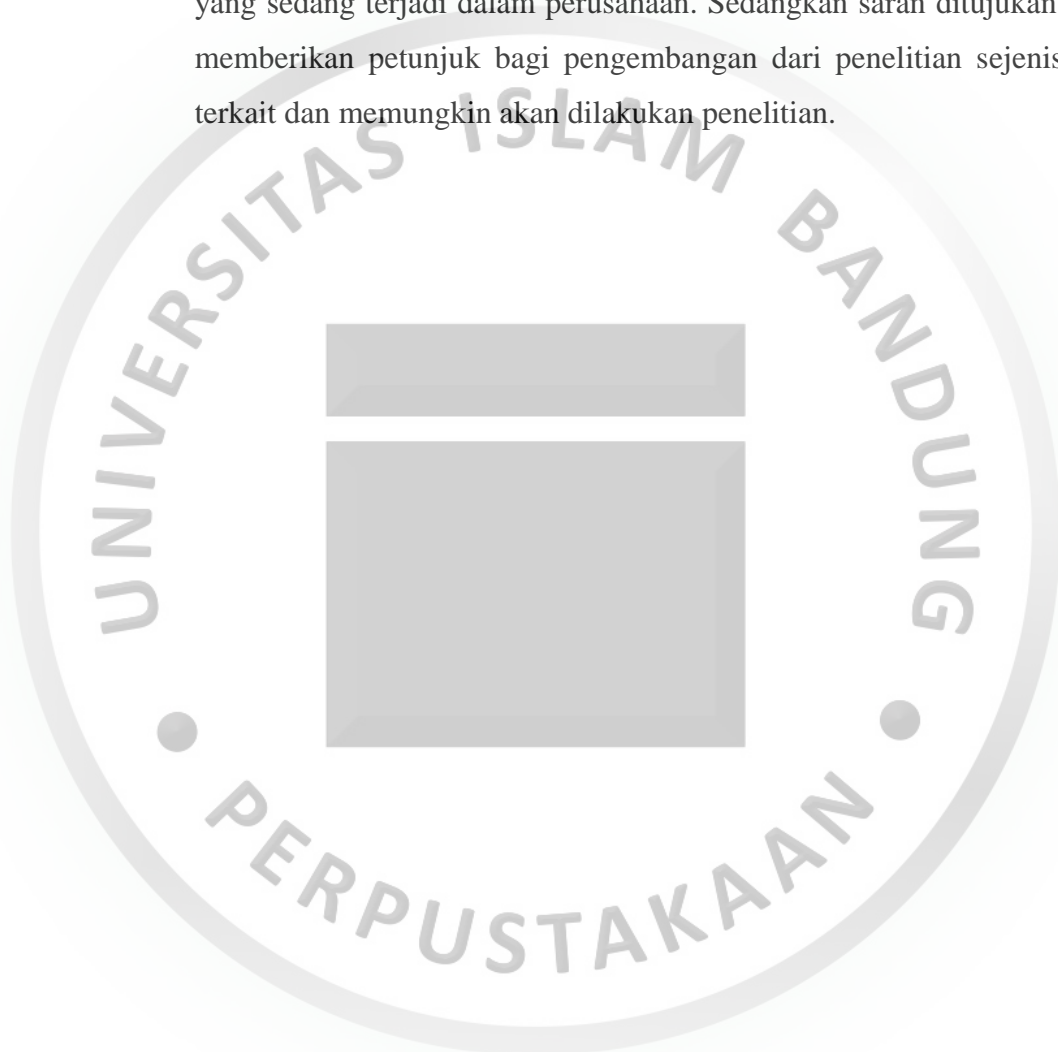 yang sedang terjadi dalam perusahaan. Sedangkan saran ditujukan
memberikan petunjuk bagi pengembangan dari penelitian sejenis
terkait dan memungkin akan dilakukan penelitian.
UNIVERSITAS ISLAM BANDUNG
PERPUSTAKAAN